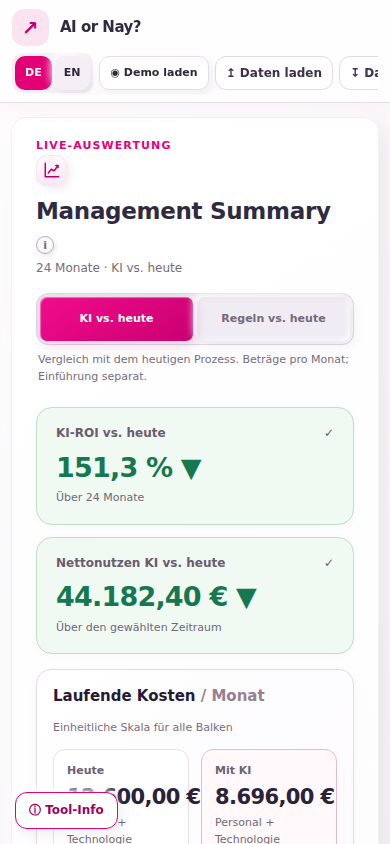 AI or Nay?
DE EN Demo laden Daten laden
LIVE-AUSWERTUNG
Management Summary
i
24 Monate · KI vs. heute
KI vs. heute Regeln vs. heute
Vergleich mit dem heutigen Prozess. Beträge pro Monat;
Einführung separat.
KI-ROI vs. heute ✓
151,3 % ▼
Über 24 Monate
Nettonutzen KI vs. heute ✓
44.182,40 € ▼
Über den gewählten Zeitraum
Laufende Kosten / Monat
Einheitliche Skala für alle Balken
Heute
600,00 €
+
Technologie
Mit KI
8.696,00 €
Personal +
Technologie
ⓘ Tool-Info